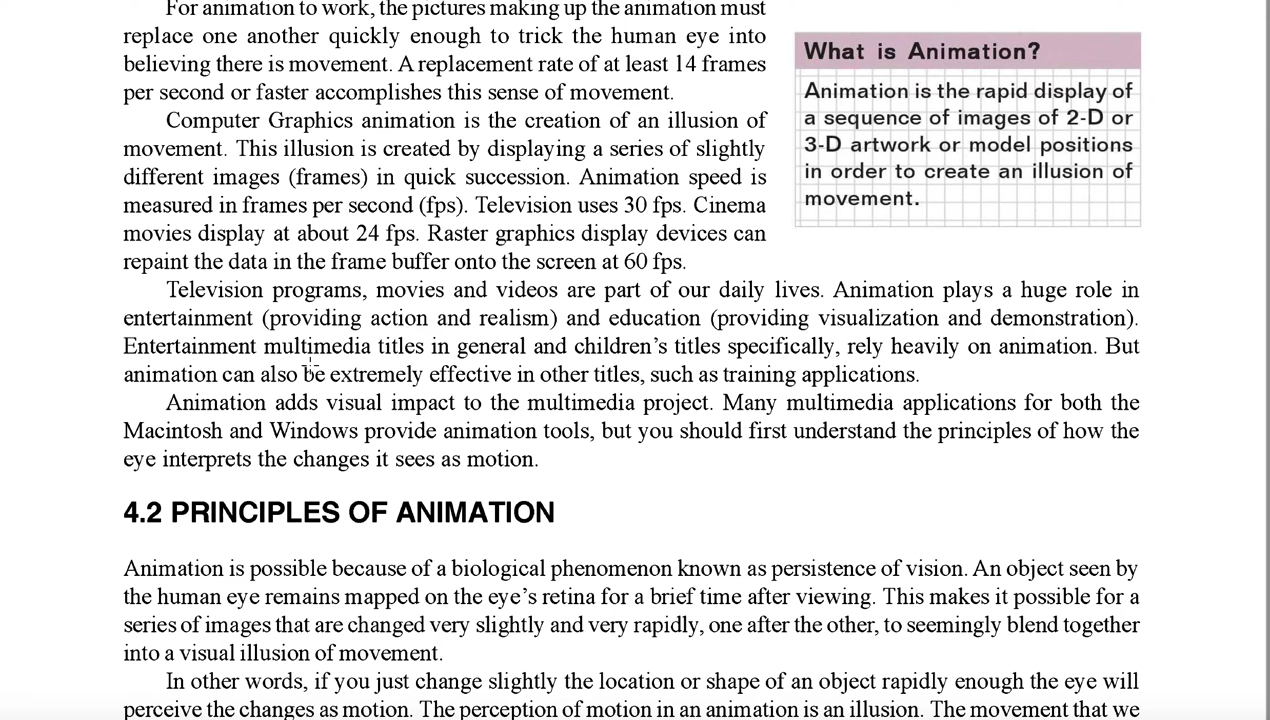 For animation to work, the pictures making up the animation must
replace one another quickly enough to trick the human eye into
believing there is movement. A replacement rate of at least 14 frames
per second or faster accomplishes this sense of movement.
Computer Graphics animation is the creation of an illusion of
movement. This illusion is created by displaying a series of slightly
different images (frames) in quick succession. Animation speed is
measured in frames per second (fps). Television uses 30 fps. Cinema
movies display at about 24 fps. Raster graphics display devices can
repaint the data in the frame buffer onto the screen at 60 fps.
What is Animation?
Animation is the rapid display of
a sequence of images of 2-D or
3-D artwork or model positions
in order to create an illusion of
movement.
Television programs, movies and videos are part of our daily lives. Animation plays a huge role in
entertainment (providing action and realism) and education (providing visualization and demonstration).
Entertainment multimedia titles in general and children’s titles specifically, rely heavily on animation. But
animation can also be extremely effective in other titles, such as training applications.
Animation adds visual impact to the multimedia project. Many multimedia applications for both the
Macintosh and Windows provide animation tools, but you should first understand the principles of how the
eye interprets the changes it sees as motion.
4.2 PRINCIPLES OF ANIMATION
Animation is possible because of a biological phenomenon known as persistence of vision. An object seen by
the human eye remains mapped on the eye’s retina for a brief time after viewing. This makes it possible for a
series of images that are changed very slightly and very rapidly, one after the other, to seemingly blend together
into a visual illusion of movement.
In other words, if you just change slightly the location or shape of an object rapidly enough the eye will
perceive the changes as motion. The perception of motion in an animation is an illusion. The movement that we